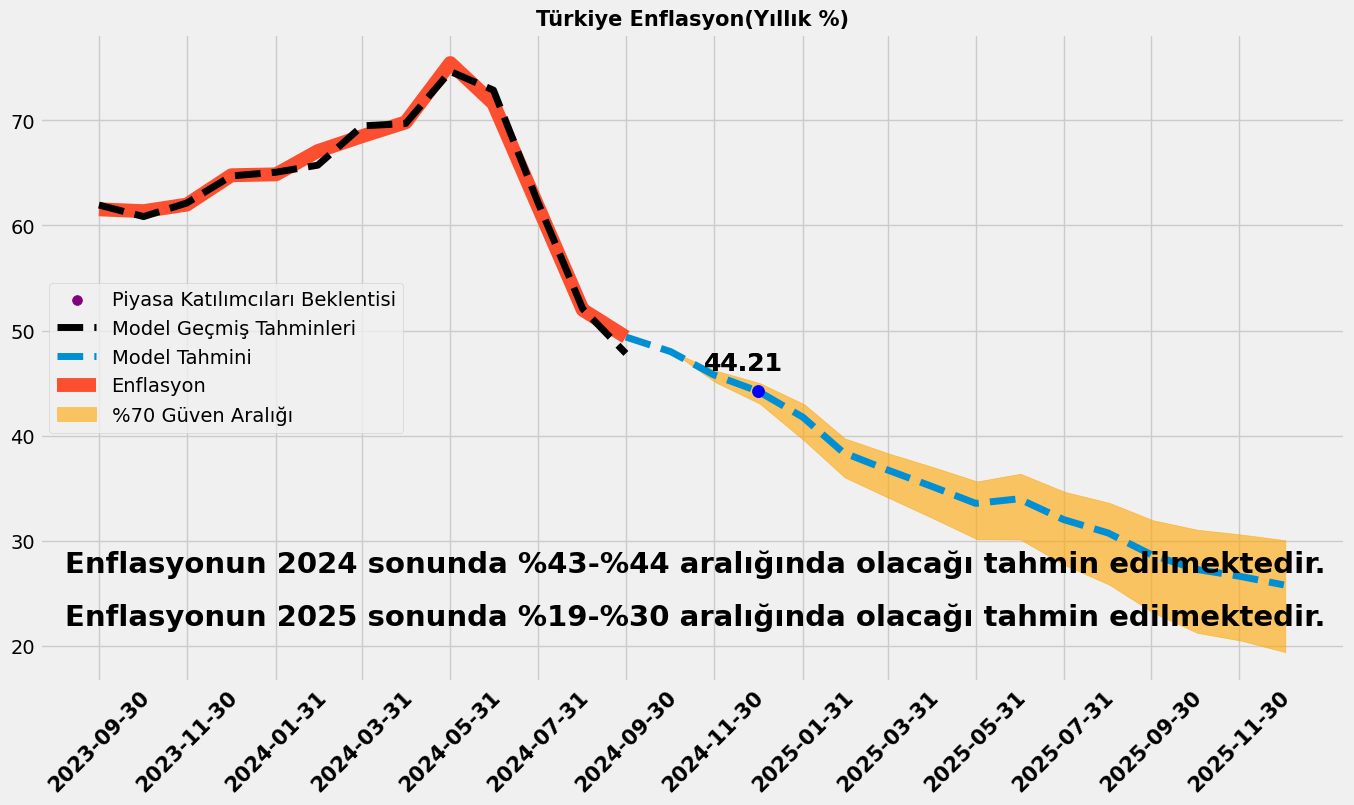 Türkiye Enflasyon(Yıllık %)
70
60
50
40
30
20
Piyasa Katılımcıları Beklentisi
Model Geçmiş Tahminleri
Model Tahmini
Enflasyon
%70 Güven Aralığı
44.21
Enflasyonun 2024 sonunda %43-%44 aralığında olacağı tahmin edilmektedir.
Enflasyonun 2025 sonunda %19-%30 aralığında olacağı tahmin edilmektedir.
2023-09-30
2023-11-30
2024-01-31
2024-03-31
2024-05-31
2024-07-31
2024-09-30
2024-11-30
2025-01-31
2025-03-31
2025-05-31
2025-07-31
2025-09-30
2025-11-30